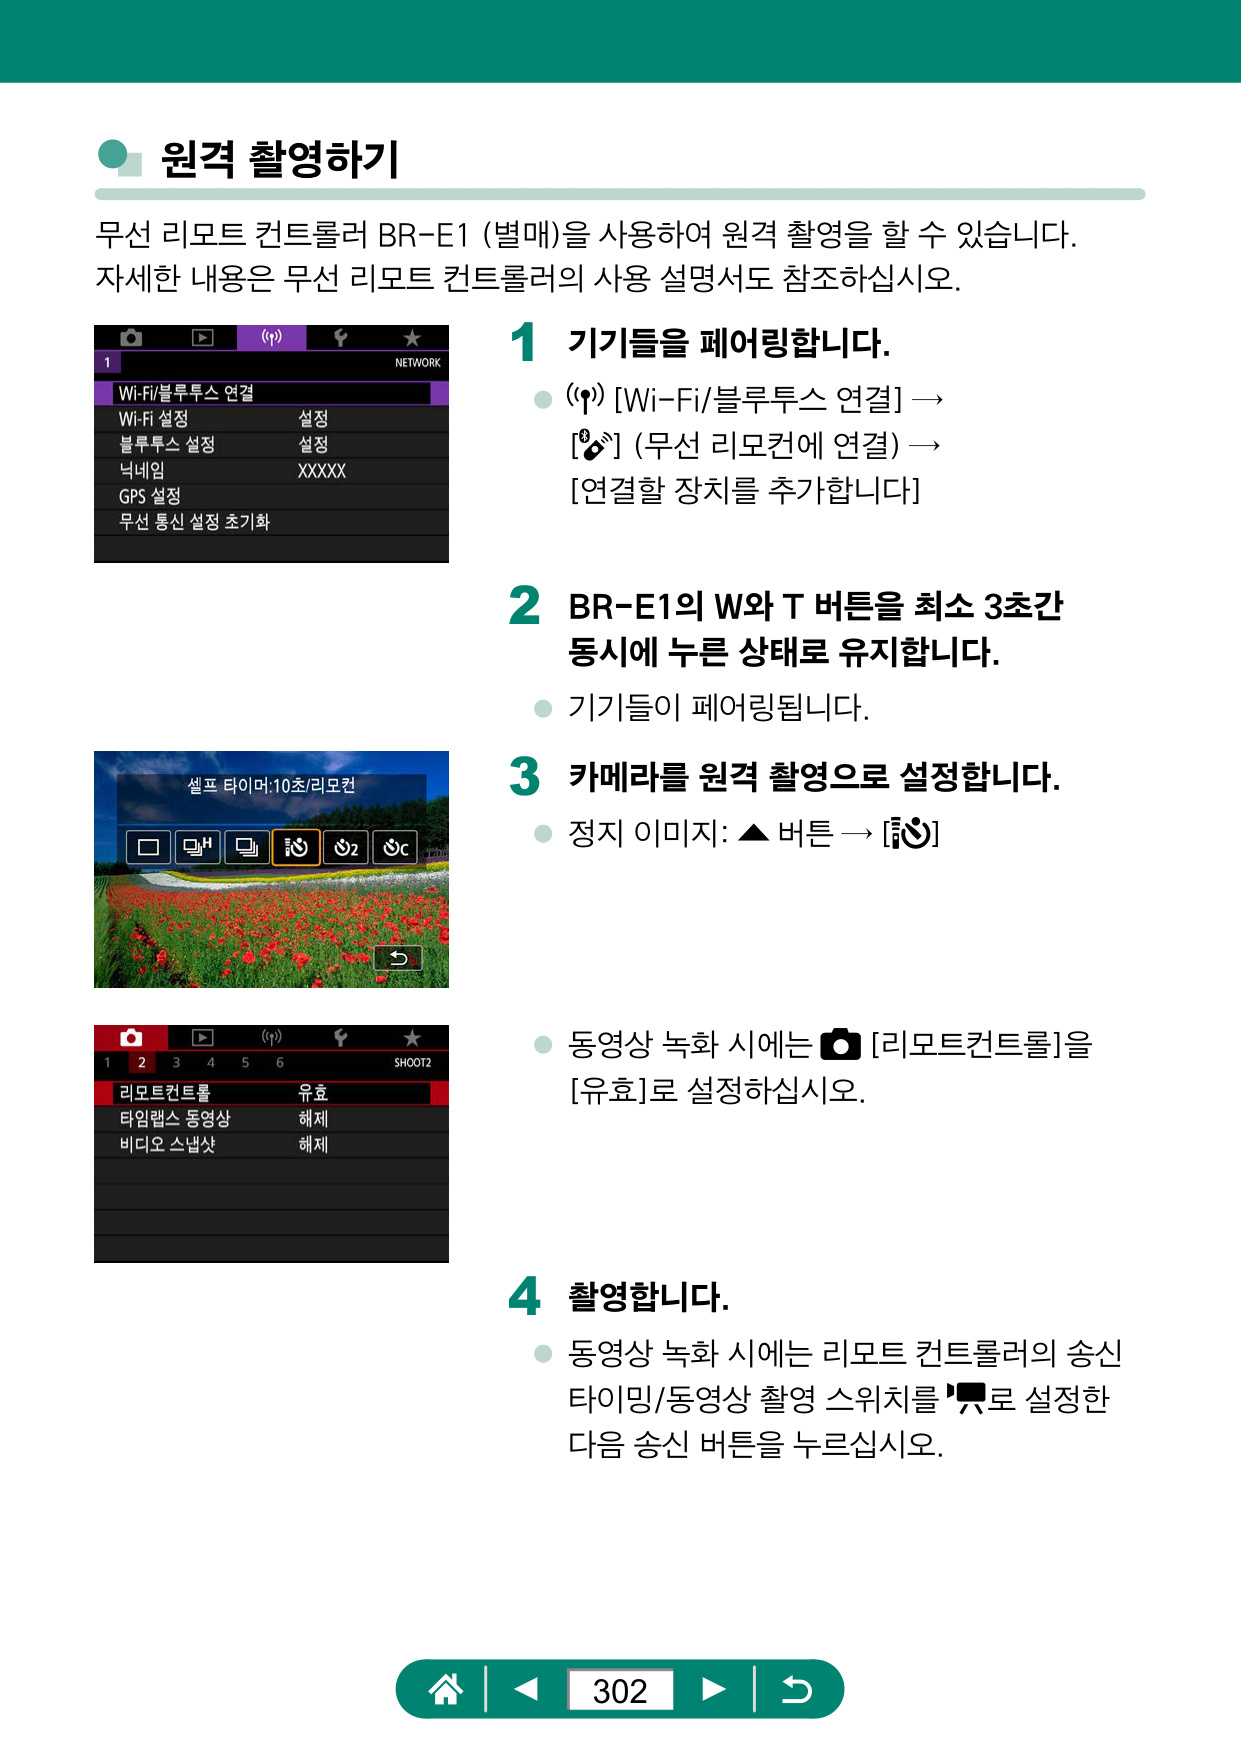 원격 촬영하기
무선 리모트 컨트롤러 BR-E1 (별매)을 사용하여 원격 촬영을 할 수 있습니다.
자세한 내용은 무선 리모트 컨트롤러의 사용 설명서도 참조하십시오.
1
NETWORK
Wi-Fi/블루투스 연결
Wi-Fi 설정 설정
블루투스 설정 설정
닉네임 XXXXX
GPS 설정
무선 통신 설정 초기화
1 기기들을 페어링합니다.
[Wi-Fi/블루투스 연결] →
[ ] (무선 리모컨에 연결) →
[연결할 장치를 추가합니다]
2 BR-E1의 W와 T 버튼을 최소 3초간
동시에 누른 상태로 유지합니다.
기기들이 페어링됩니다.
셀프 타이머:10초/리모컨
H 2 C
3 카메라를 원격 촬영으로 설정합니다.
정지 이미지: ▲ 버튼 → [ ]
1 2 3 4 5 6 SHOOT2
리모트컨트롤 유효
타임랩스 동영상 해제
비디오 스냅샷 해제
동영상 녹화 시에는 [리모트컨트롤]을
[유효]로 설정하십시오.
4 촬영합니다.
동영상 녹화 시에는 리모트 컨트롤러의 송신
타이밍/동영상 촬영 스위치를 로 설정한
다음 송신 버튼을 누르십시오.
302